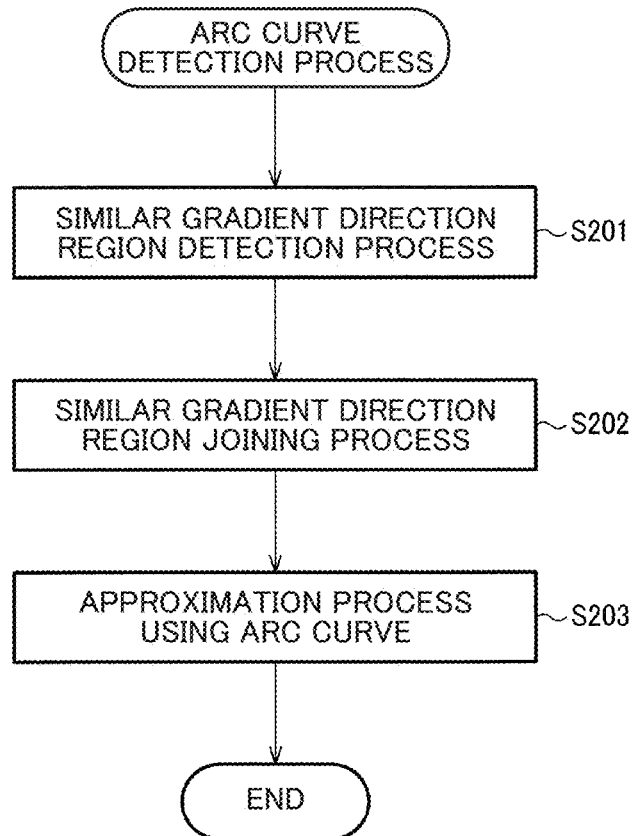 ARC CURVE
DETECTION PROCESS
SIMILAR GRADIENT DIRECTION
REGION DETECTION PROCESS
S201
SIMILAR GRADIENT DIRECTION
REGION JOINING PROCESS
S202
APPROXIMATION PROCESS
USING ARC CURVE
S203
END